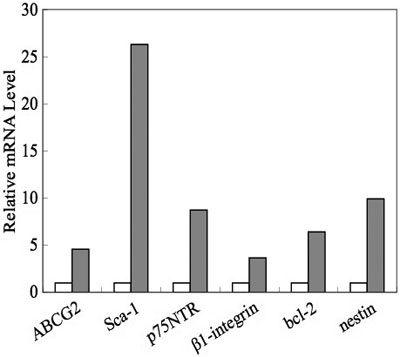 Relative mRNA Level
30
25
20
15
10
5
0
ABCG2
Sca-1
p75NTR
β1-integrin
bcl-2
nestin